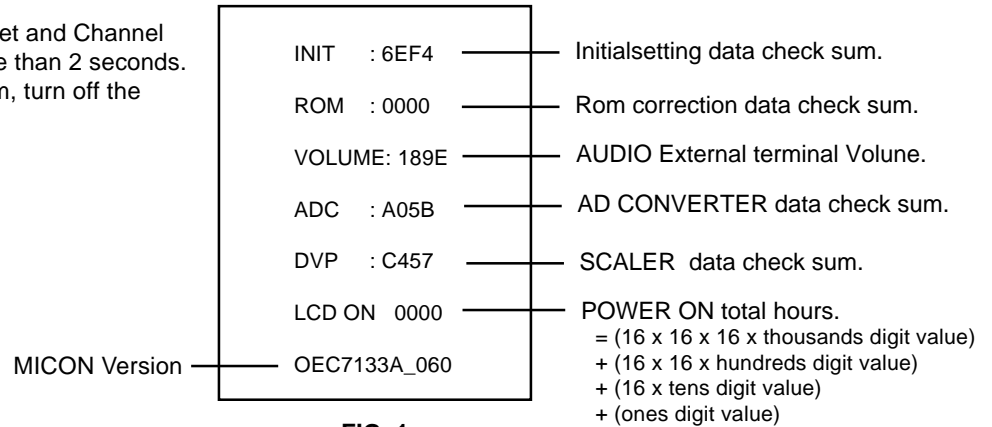 et and Channel
e than 2 seconds.
n, turn off the
INIT : 6EF4 Initialsetting data check sum.
ROM : 0000 Rom correction data check sum.
VOLUME: 189E AUDIO External terminal Volune.
ADC : A05B AD CONVERTER data check sum.
DVP : C457 SCALER data check sum.
LCD ON 0000 POWER ON total hours.
= (16 x 16 x 16 x thousands digit value)
+ (16 x 16 x hundreds digit value)
+ (16 x tens digit value)
+ (ones digit value)
MICON Version OEC7133A_060